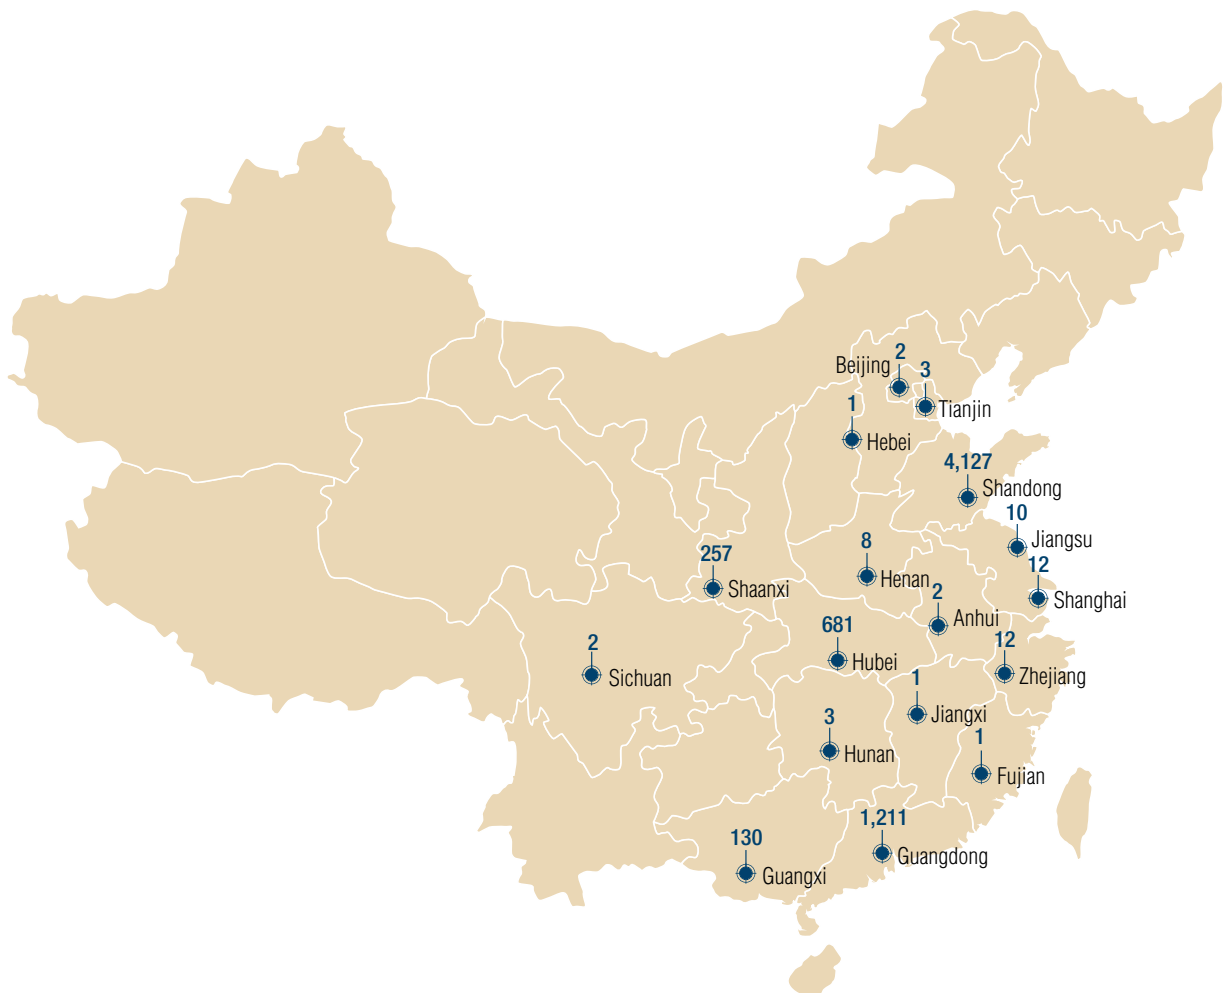 2
Beijing
3
Tianjin
1
Hebei
4,127
Shandong
10
Jiangsu
257
Shaanxi
8
Henan
12
Shanghai
2
Anhui
681
Hubei
2
Sichuan
12
Zhejiang
1
Jiangxi
3
Hunan
1
Fujian
1,211
Guangdong
130
Guangxi